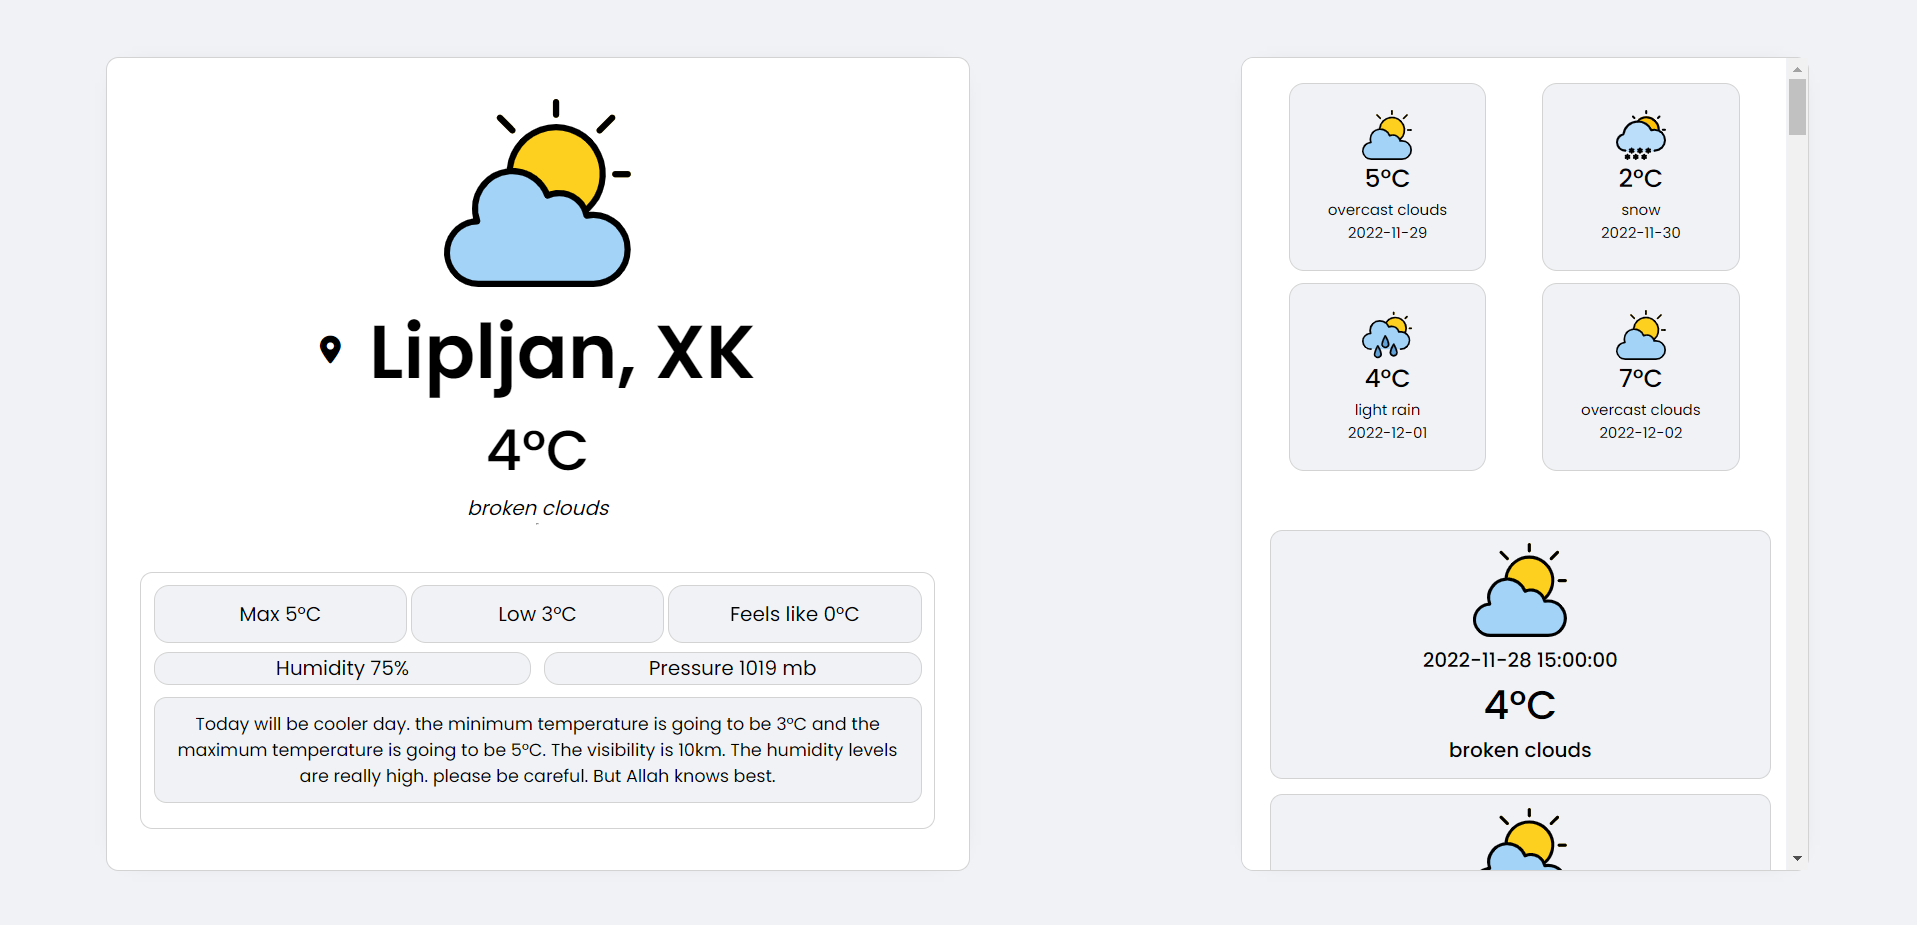 Lipljan, XK
4°C
broken clouds
Max 5°C
Low 3°C
Feels like 0°C
Humidity 75%
Pressure 1019 mb
Today will be cooler day. the minimum temperature is going to be 3°C and the
maximum temperature is going to be 5°C. The visibility is 10km. The humidity levels
are really high. please be careful. But Allah knows best.
5°C
overcast clouds
2022-11-29
2°C
snow
2022-11-30
4°C
light rain
2022-12-01
7°C
overcast clouds
2022-12-02
2022-11-28 15:00:00
4°C
broken clouds